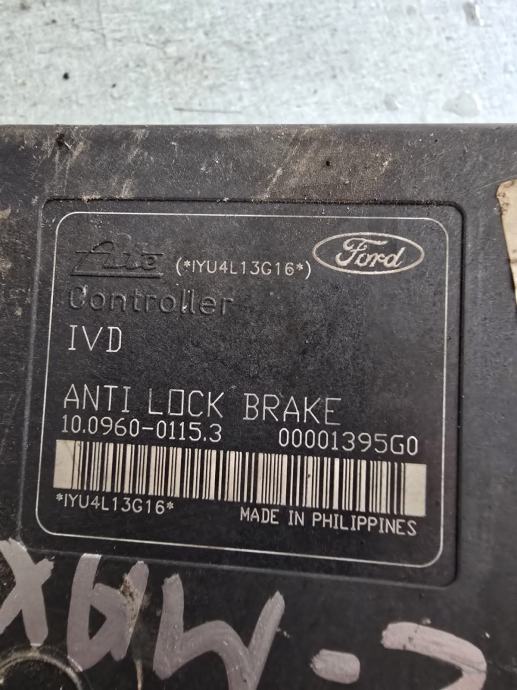 Ate (*IYU4L13G16*) Ford
Controller
IVD
ANTI LOCK BRAKE
10.0960-0115.3 00001395G0
*IYU4L13G16* MADE IN PHILIPPINES